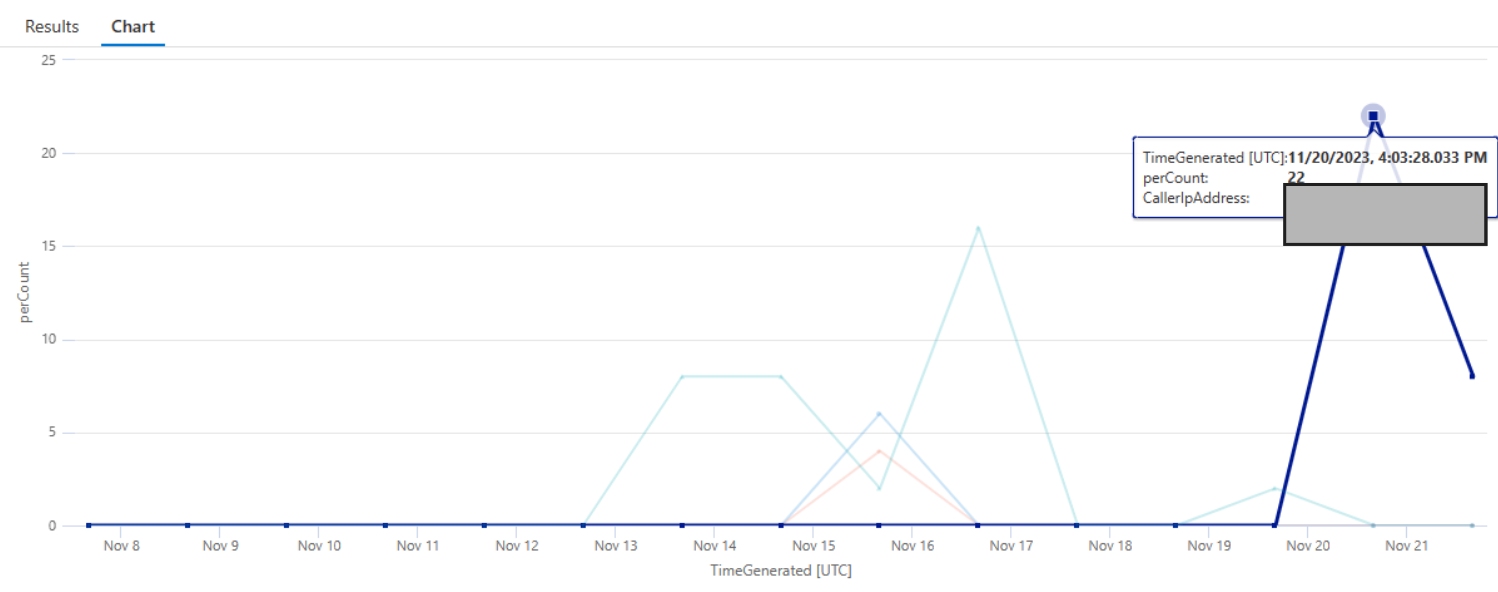 Results Chart
25
20
15
10
5
0
perCount
TimeGenerated [UTC]:11/20/2023, 4:03:28.033 PM
perCount: 22
CallerIpAddress:
Nov 8 Nov 9 Nov 10 Nov 11 Nov 12 Nov 13 Nov 14 Nov 15 Nov 16 Nov 17 Nov 18 Nov 19 Nov 20 Nov 21
TimeGenerated [UTC]